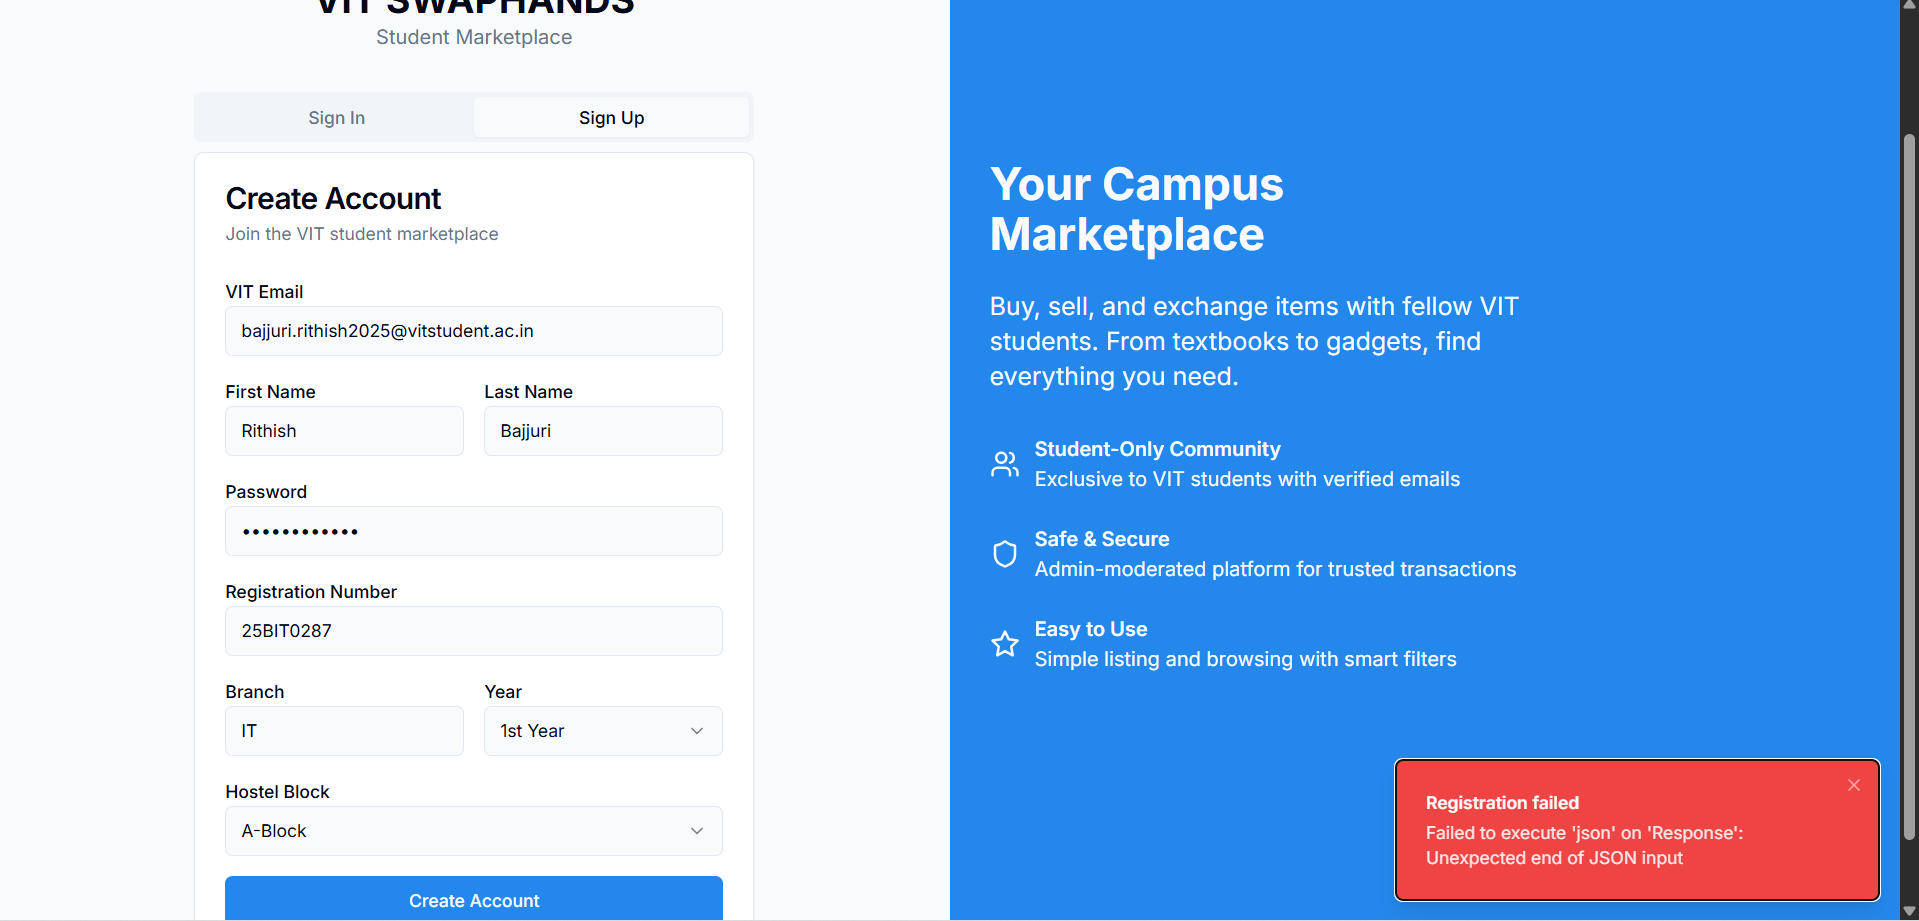 VIT SWAPHANDS
Student Marketplace
Sign In
Sign Up
Create Account
Join the VIT student marketplace
VIT Email
bajjuri.rithish2025@vitstudent.ac.in
First Name
Last Name
Rithish
Bajjuri
Password
••••••••••••
Registration Number
25BIT0287
Branch
Year
IT
1st Year
Hostel Block
A-Block
Create Account
Your Campus
Marketplace
Buy, sell, and exchange items with fellow VIT
students. From textbooks to gadgets, find
everything you need.
Student-Only Community
Exclusive to VIT students with verified emails
Safe & Secure
Admin-moderated platform for trusted transactions
Easy to Use
Simple listing and browsing with smart filters
Registration failed
Failed to execute 'json' on 'Response':
Unexpected end of JSON input